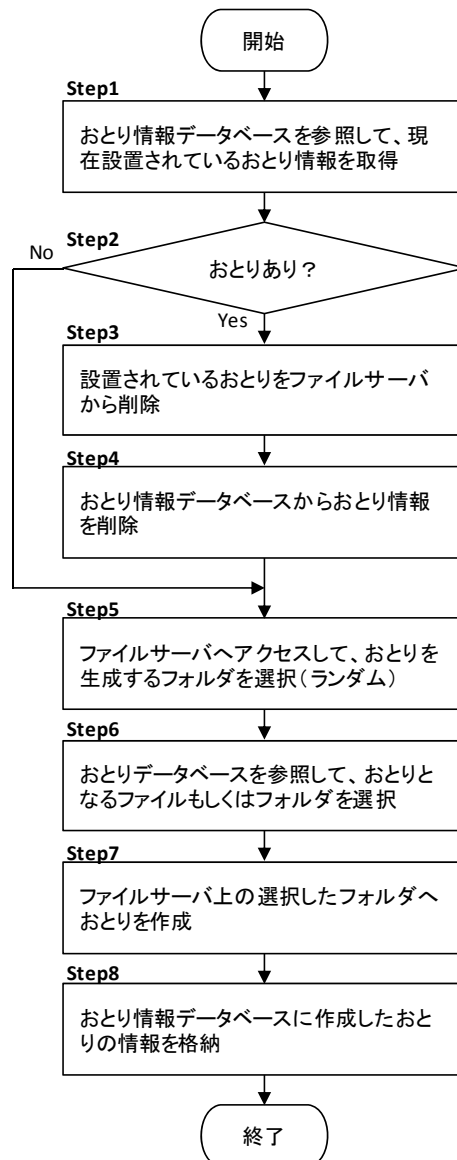 開始
Step1
おとり情報データベースを参照して、現
在設置されているおとり情報を取得
Step2
No
おとりあり？
Yes
Step3
設置されているおとりをファイルサーバ
から削除
Step4
おとり情報データベースからおとり情報
を削除
Step5
ファイルサーバへアクセスして、おとりを
生成するフォルダを選択（ランダム）
Step6
おとりデータベースを参照して、おとりと
なるファイルもしくはフォルダを選択
Step7
ファイルサーバ上の選択したフォルダへ
おとりを作成
Step8
おとり情報データベースに作成したおと
りの情報を格納
終了